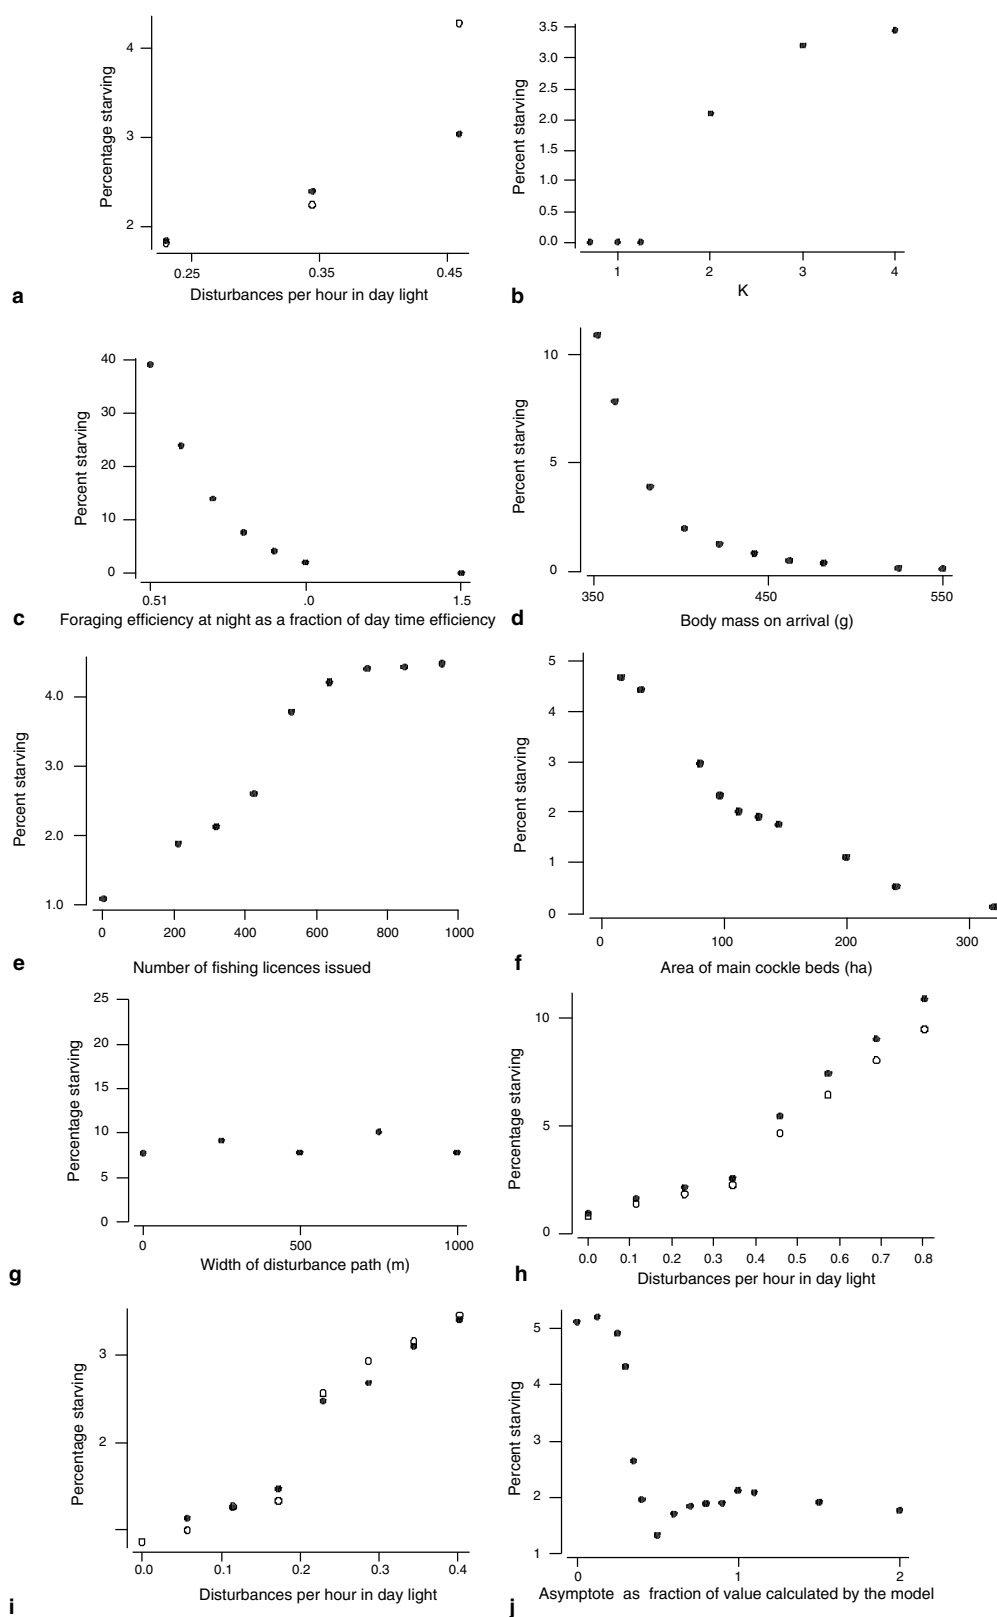 4
3
2
Percentage starving
0.25 0.35 0.45
Disturbances per hour in day light
a
3.5
3.0
2.5
2.0
1.5
1.0
0.5
0.0
Percent starving
1 2 3 4
K
b
40
30
20
10
0
Percent starving
0.51 .0 1.5
c Foraging efficiency at night as a fraction of day time efficiency
10
5
0
Percent starving
350 450 550
d Body mass on arrival (g)
4.0
3.0
2.0
1.0
Percent starving
0 200 400 600 800 1000
e Number of fishing licences issued
5
4
3
2
1
0
Percent starving
0 100 200 300
f Area of main cockle beds (ha)
25
20
15
10
5
0
Percentage starving
0 500 1000
g Width of disturbance path (m)
10
5
0
Percentage starving
0.0 0.1 0.2 0.3 0.4 0.5 0.6 0.7 0.8
h Disturbances per hour in day light
3
2
Percentage starving
0.0 0.1 0.2 0.3 0.4
i Disturbances per hour in day light
5
4
3
2
1
Percent starving
0 1 2
j Asymptote as fraction of value calculated by the model